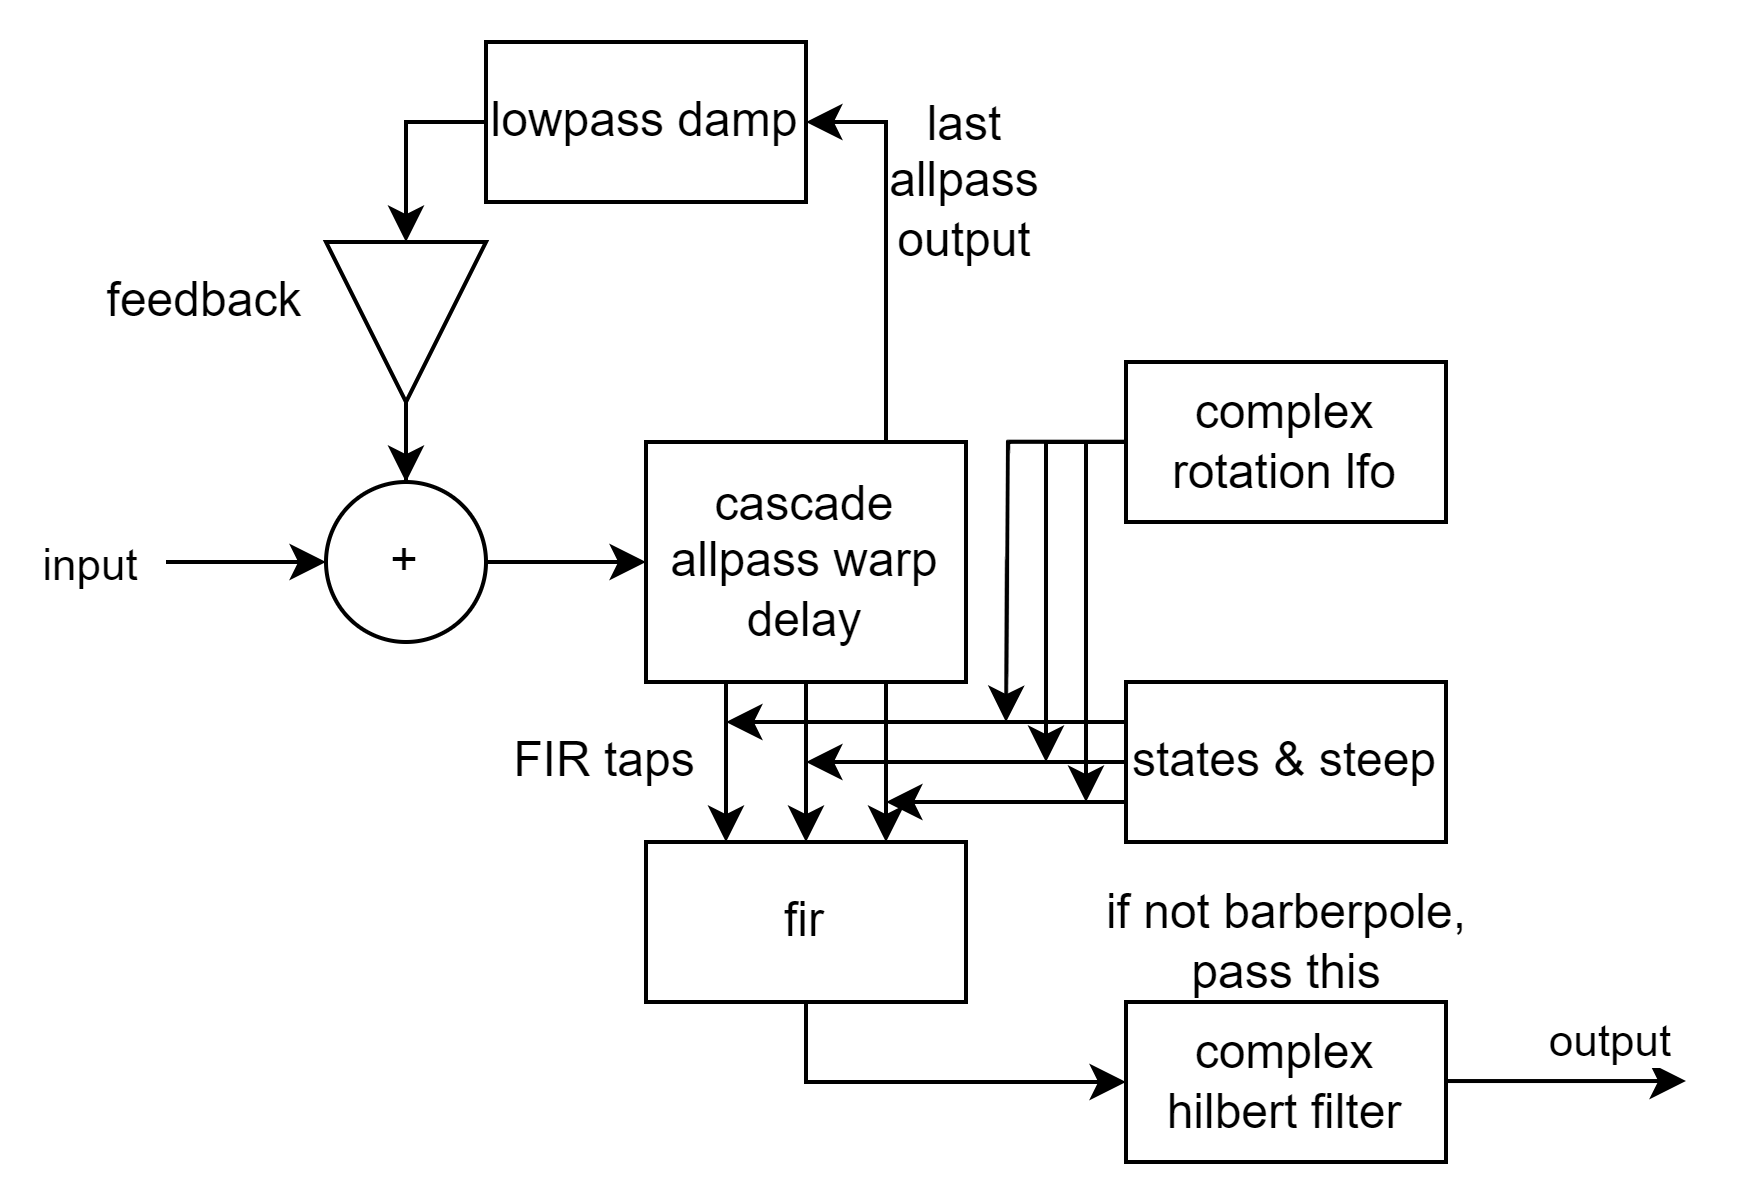 lowpass damp
last
allpass
output
feedback
complex
rotation lfo
cascade
allpass warp
delay
input
+
FIR taps
states & steep
fir
if not barberpole,
pass this
complex
hilbert filter
output